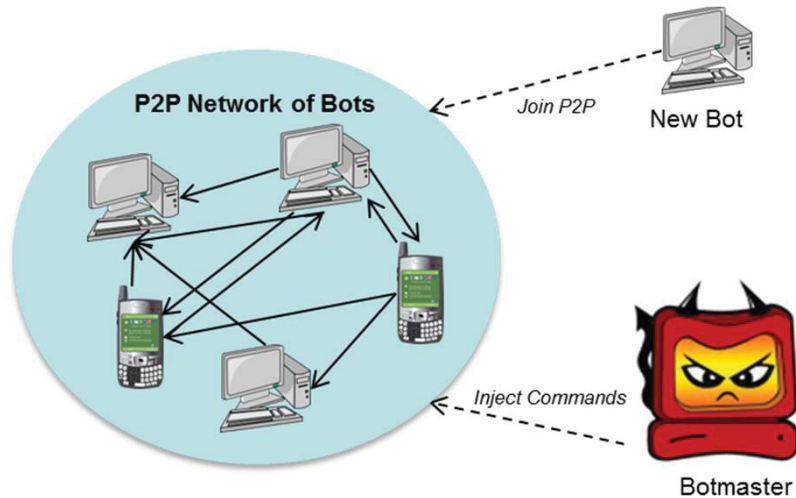 P2P Network of Bots
Join P2P
New Bot
Inject Commands
Botmaster